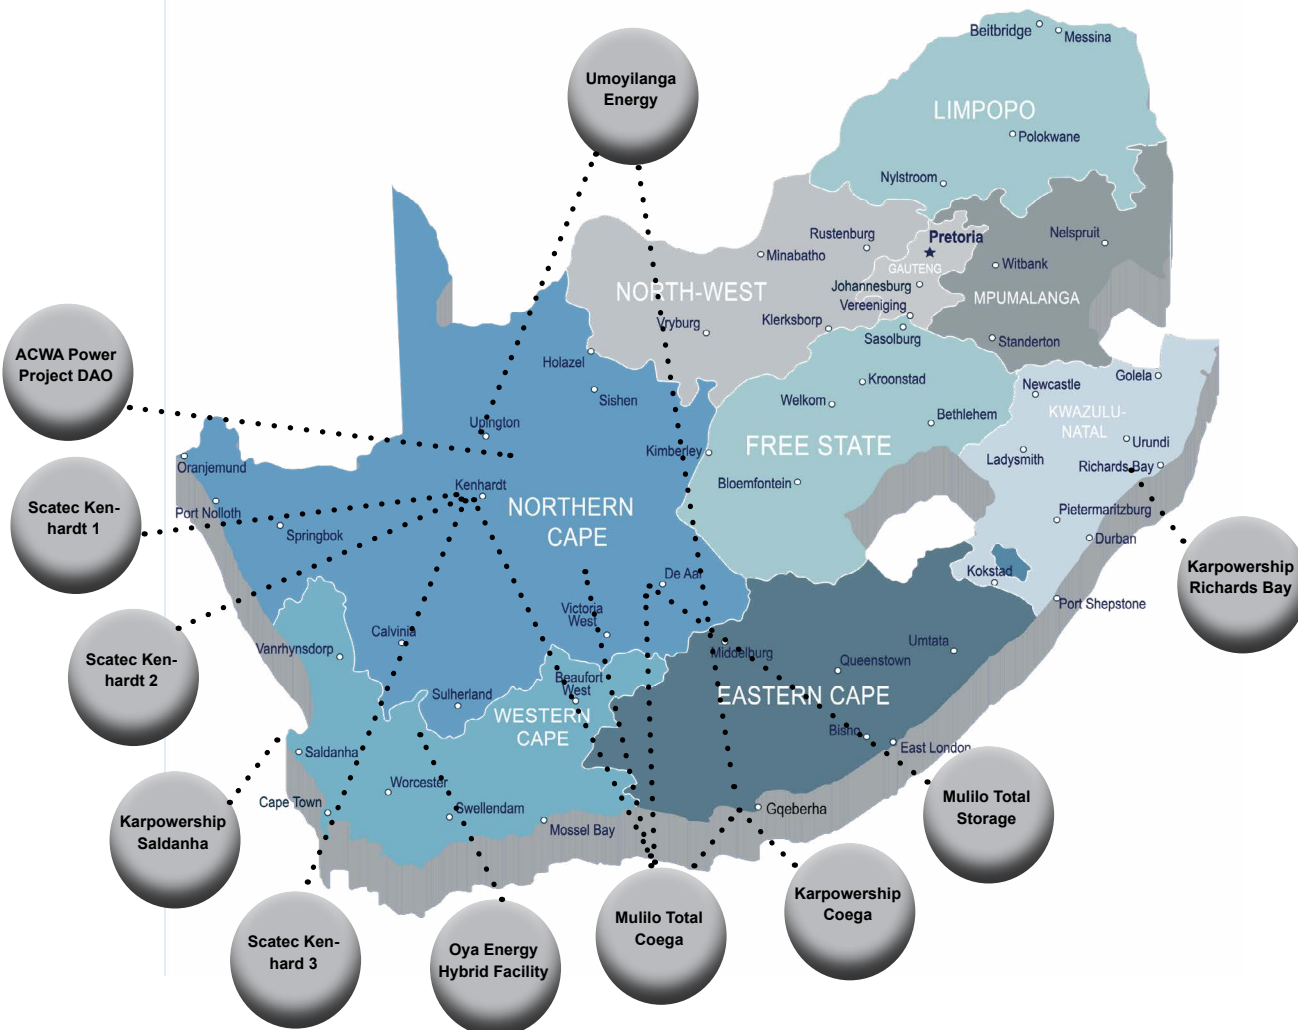 Beitbridge
Messina
Umoyilanga
Energy
LIMPOPO
Polokwane
Nylstroom
Rustenburg
Pretoria
Nelspruit
Minabatho
Witbank
GAUTENG
NORTH-WEST
Johannesburg
MPUMALANGA
Vereeniging
Vryburg
Klerksborp
Sasolburg
Standerton
ACWA Power
Project DAO
Holazel
Sishen
Kroonstad
Newcastle
Golela
Welkom
Bethlehem
KWAZULU-
NATAL
Upington
Urundi
FREE STATE
Kimberley
Ladysmith
Richards Bay
Oranjemund
Kenhardt
Bloemfontein
Port Nolloth
NORTHERN
CAPE
Pietermaritzburg
Scatec Ken-
hardt 1
Springbok
Durban
Karpowership
Richards Bay
De Aar
Kokstad
Port Shepstone
Victoria
West
Calvinia
Vanrhynsdorp
Umtata
Middelburg
Queenstown
Scatec Ken-
hardt 2
Beaufort
West
Sulherland
EASTERN CAPE
WESTERN
CAPE
Bisho
East London
Saldanha
Worcester
Cape Town
Swellendam
Gqeberha
Mossel Bay
Mulilo Total
Storage
Karpowership
Saldanha
Karpowership
Coega
Mulilo Total
Coega
Scatec Ken-
hard 3
Oya Energy
Hybrid Facility